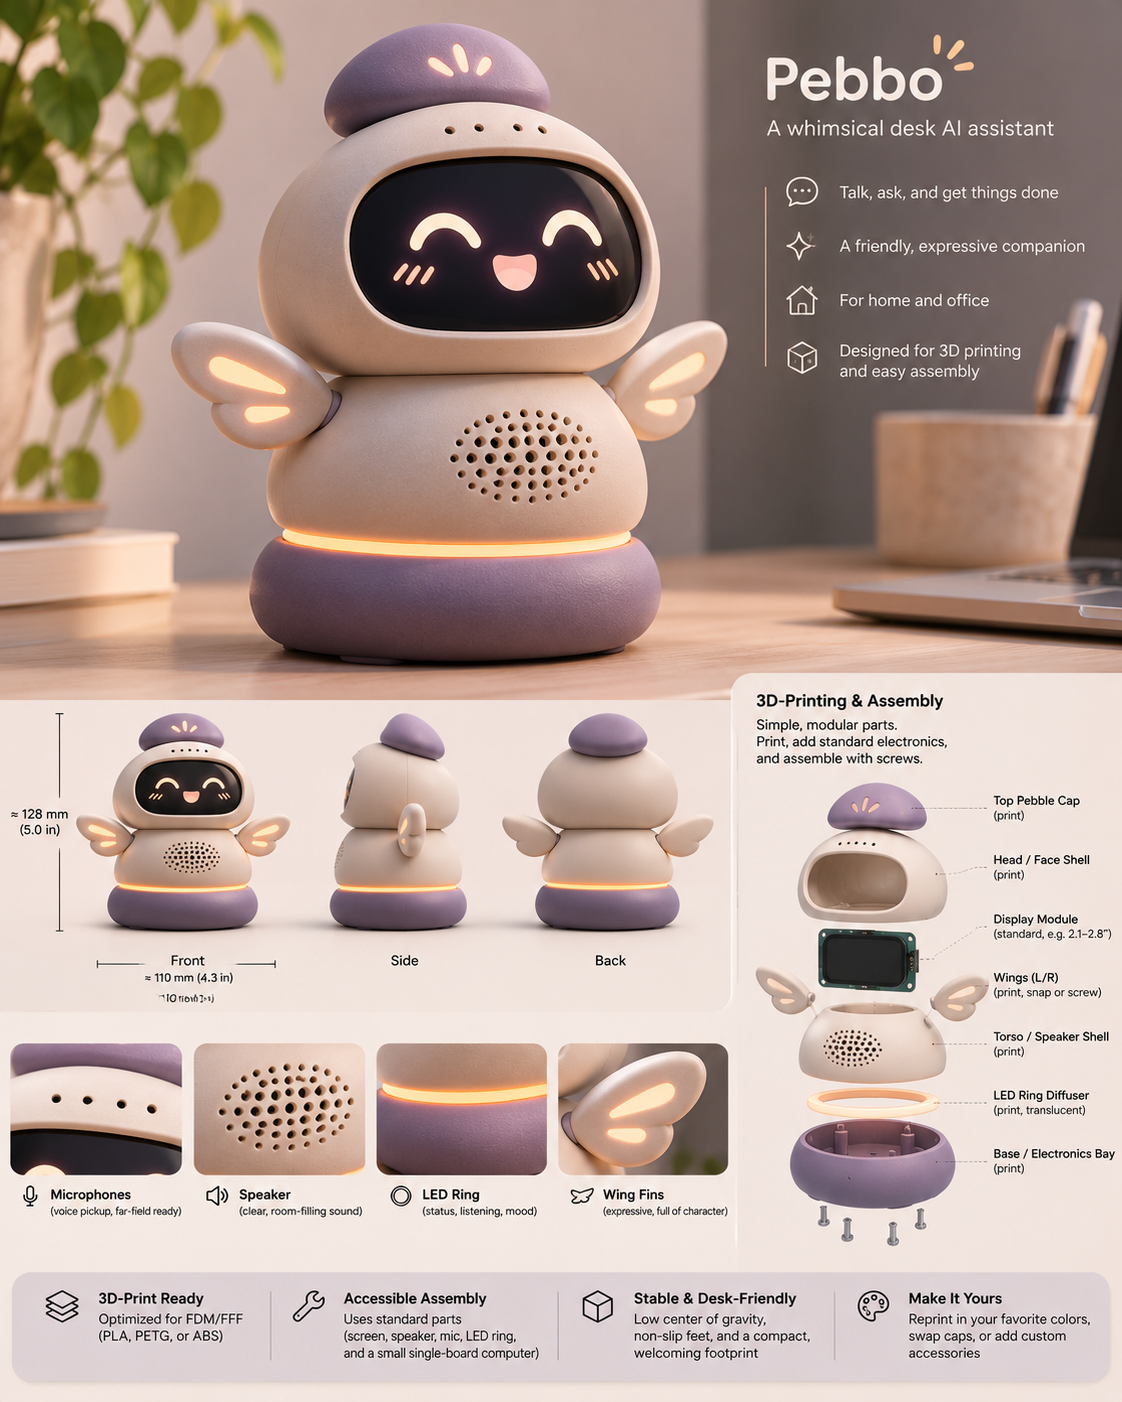 Pebbo
A whimsical desk AI assistant
Talk, ask, and get things done
A friendly, expressive companion
For home and office
Designed for 3D printing
and easy assembly
≈ 128 mm
(5.0 in)
Front
≈ 110 mm (4.3 in)
Side
Back
3D-Printing & Assembly
Simple, modular parts.
Print, add standard electronics,
and assemble with screws.
Top Pebble Cap
(print)
Head / Face Shell
(print)
Display Module
(standard, e.g. 2.1–2.8")
Wings (L/R)
(print, snap or screw)
Torso / Speaker Shell
(print)
LED Ring Diffuser
(print, translucent)
Base / Electronics Bay
(print)
Microphones
(voice pickup, far-field ready)
Speaker
(clear, room-filling sound)
LED Ring
(status, listening, mood)
Wing Fins
(expressive, full of character)
3D-Print Ready
Optimized for FDM/FFF
(PLA, PETG, or ABS)
Accessible Assembly
Uses standard parts
(screen, speaker, mic, LED ring,
and a small single-board computer)
Stable & Desk-Friendly
Low center of gravity,
non-slip feet, and a compact,
welcoming footprint
Make It Yours
Reprint in your favorite colors,
swap caps, or add custom
accessories